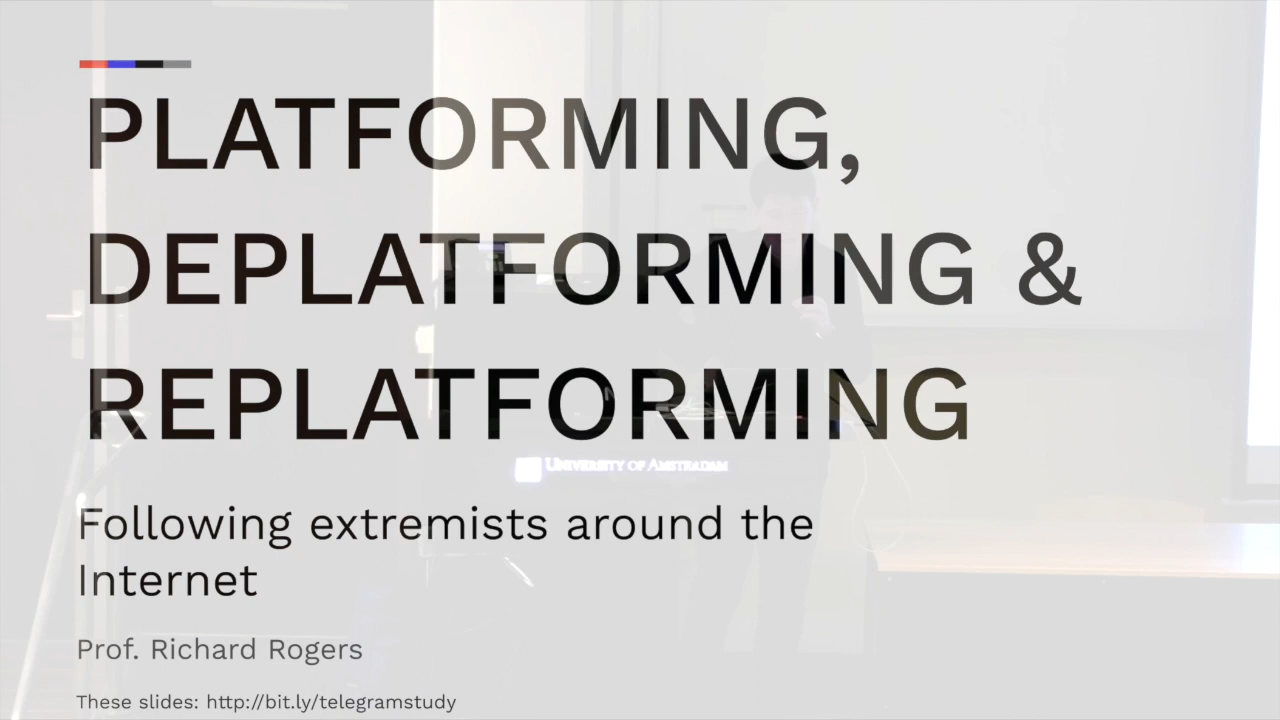 PLATFORMING,
DEPLATFORMING &
REPLATFORMING
UNIVERSITY OF AMSTERDAM
Following extremists around the
Internet
Prof. Richard Rogers
These slides: http://bit.ly/telegramstudy